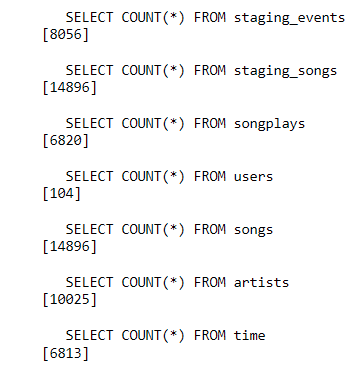 SELECT COUNT(*) FROM staging_events
[8056]
SELECT COUNT(*) FROM staging_songs
[14896]
SELECT COUNT(*) FROM songplays
[6820]
SELECT COUNT(*) FROM users
[104]
SELECT COUNT(*) FROM songs
[14896]
SELECT COUNT(*) FROM artists
[10025]
SELECT COUNT(*) FROM time
[6813]